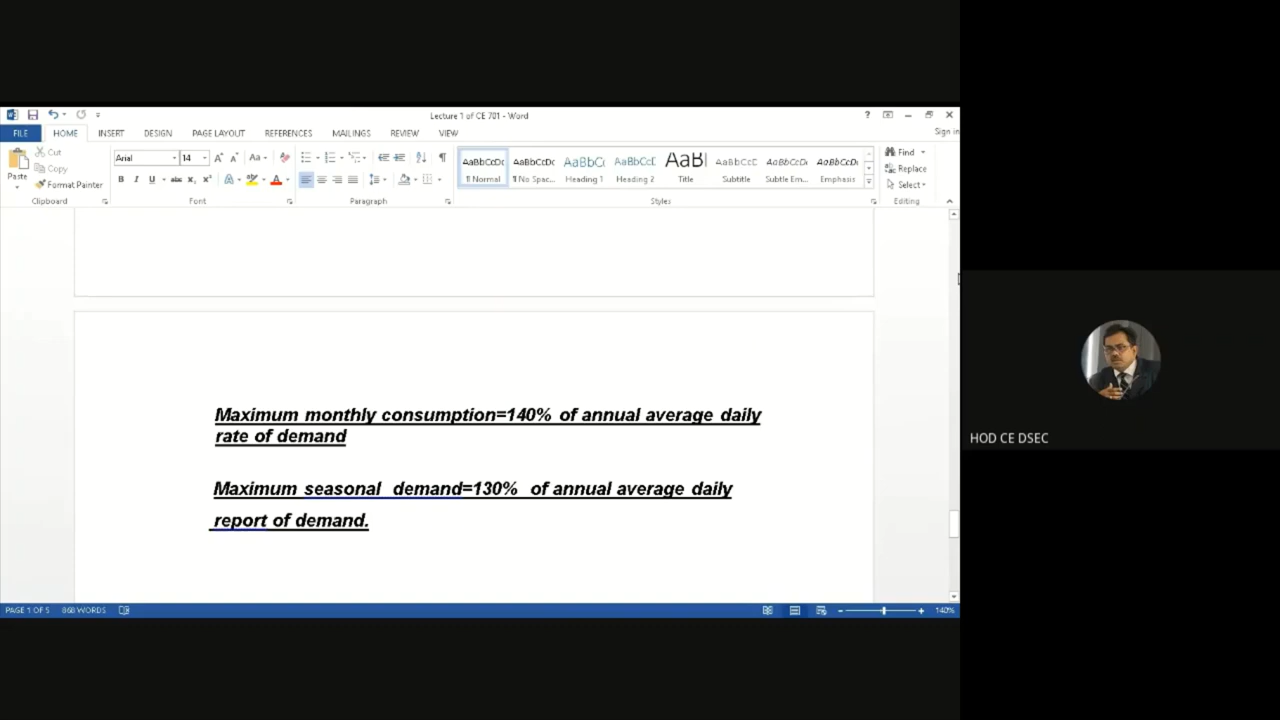 Lecture 1 of CE 701 - Word
Sign in
FILE HOME INSERT DESIGN PAGE LAYOUT REFERENCES MAILINGS REVIEW VIEW
Cut
Copy
Format Painter
Paste
Arial 14
AaBbCcDc AaBbCcDc AaBbC AaBbCcC AaB AaBbCcC AaBbCcDc AaBbCcDc
¶ Normal ¶ No Spac... Heading 1 Heading 2 Title Subtitle Subtle Em... Emphasis
Find
Replace
Select
Clipboard Font Paragraph Styles Editing
Maximum monthly consumption=140% of annual average daily
rate of demand
Maximum seasonal demand=130% of annual average daily
report of demand.
PAGE 1 OF 5 868 WORDS 140%
HOD CE DSEC